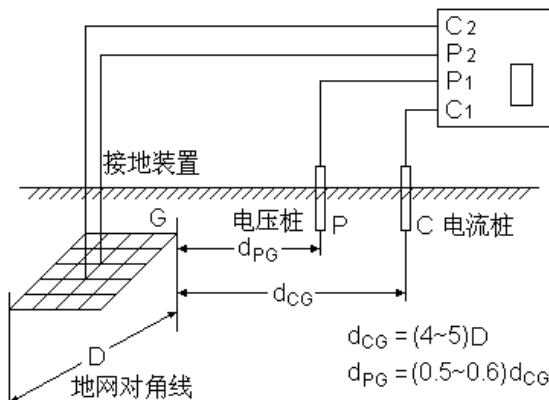 C2
P2
P1
C1
接地装置
G
电压桩
P
C 电流桩
dPG
dCG
D
地网对角线
dCG = (4~5)D
dPG = (0.5~0.6)dCG